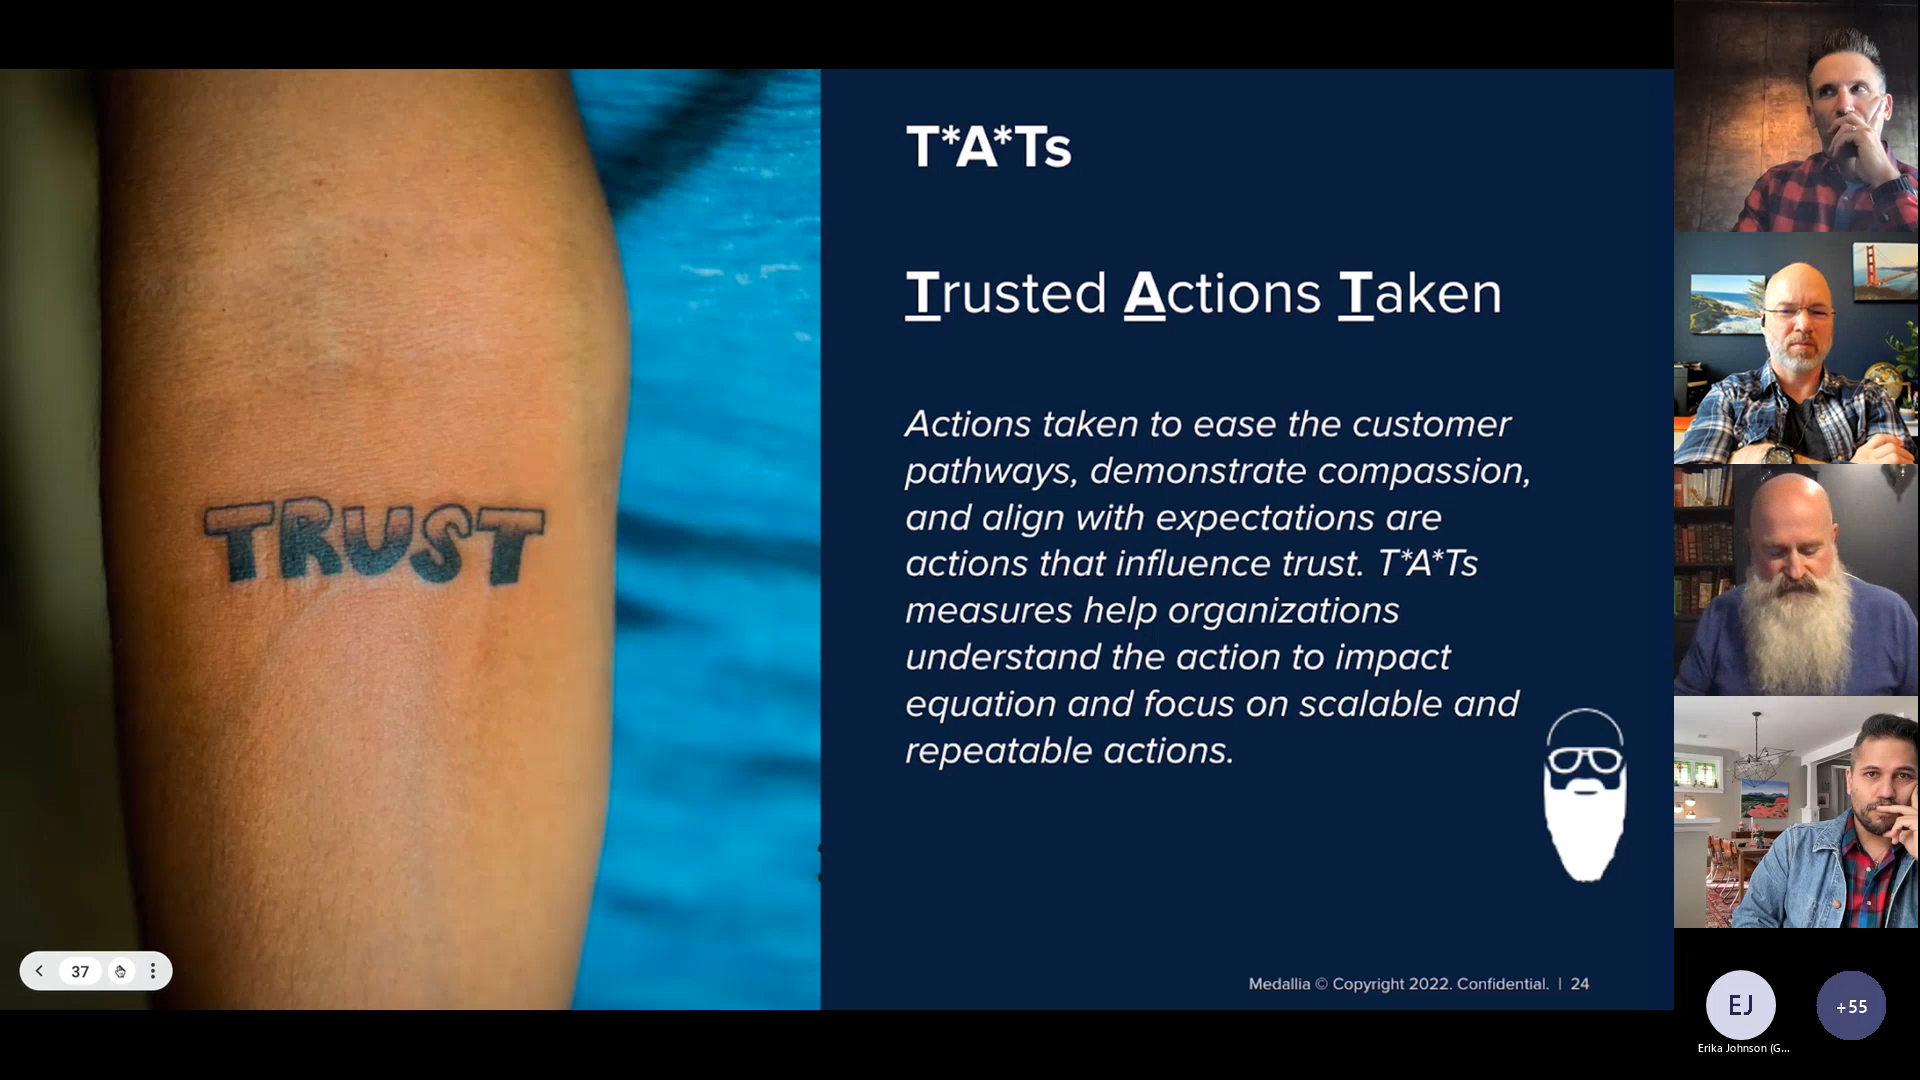 TRUST
T*A*Ts
Trusted Actions Taken
Actions taken to ease the customer
pathways, demonstrate compassion,
and align with expectations are
actions that influence trust. T*A*Ts
measures help organizations
understand the action to impact
equation and focus on scalable and
repeatable actions.
Medallia © Copyright 2022. Confidential. | 24
37
EJ
+55
Erika Johnson (G...